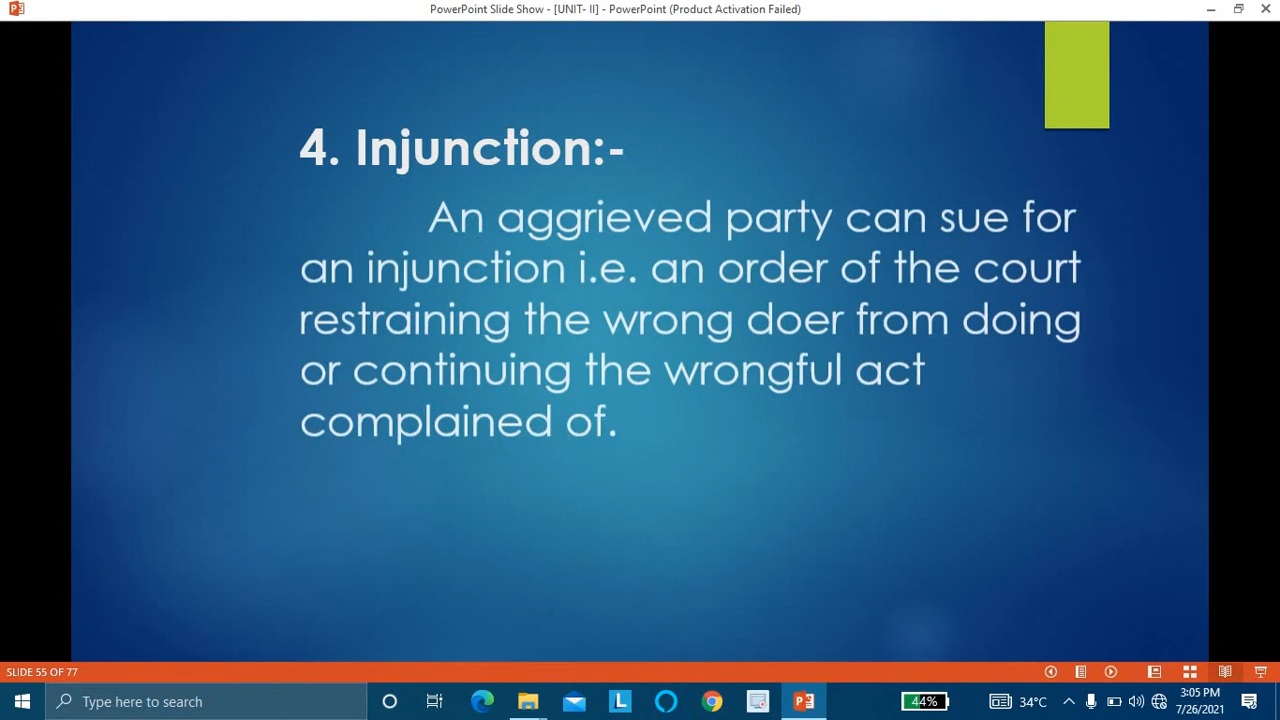 PowerPoint Slide Show - [UNIT- II] - PowerPoint (Product Activation Failed)
4. Injunction:-
An aggrieved party can sue for
an injunction i.e. an order of the court
restraining the wrong doer from doing
or continuing the wrongful act
complained of.
SLIDE 55 OF 77
Type here to search
44%
34°C
3:05 PM
7/26/2021